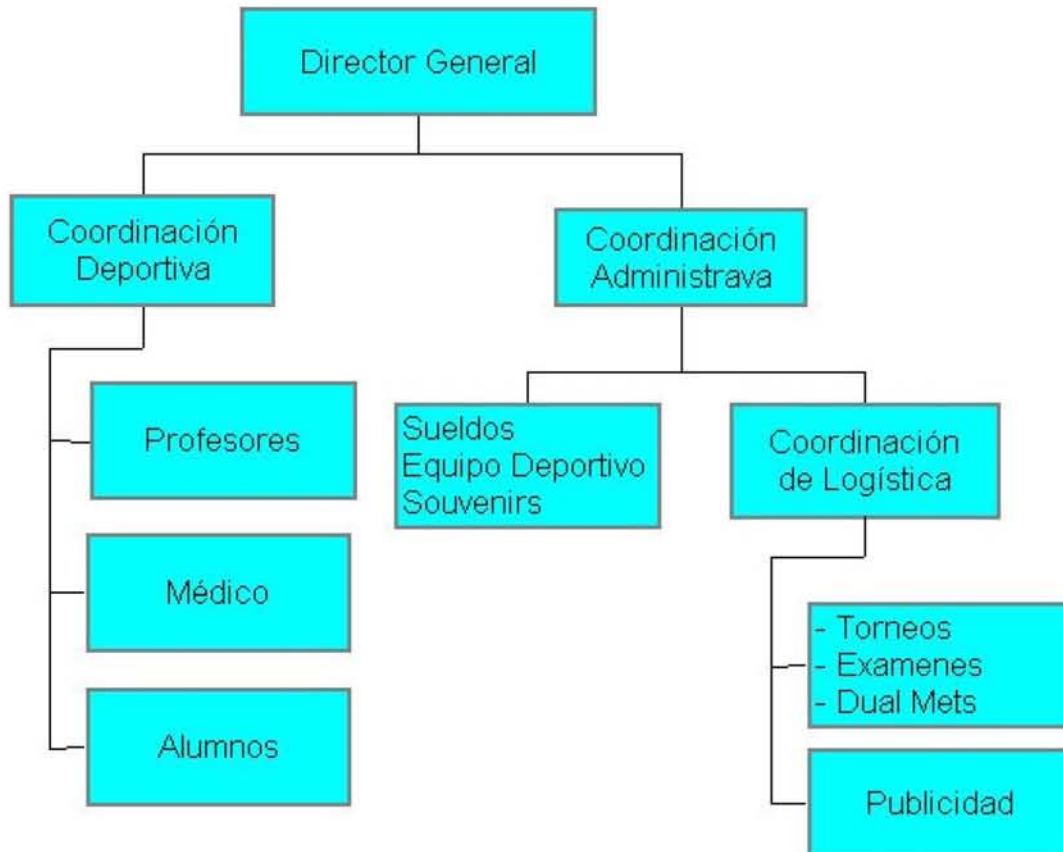 Director General
Coordinación
Deportiva
Coordinación
Administrava
Profesores
Médico
Alumnos
Sueldos
Equipo Deportivo
Souvenirs
Coordinación
de Logística
- Torneos
- Examenes
- Dual Mets
Publicidad